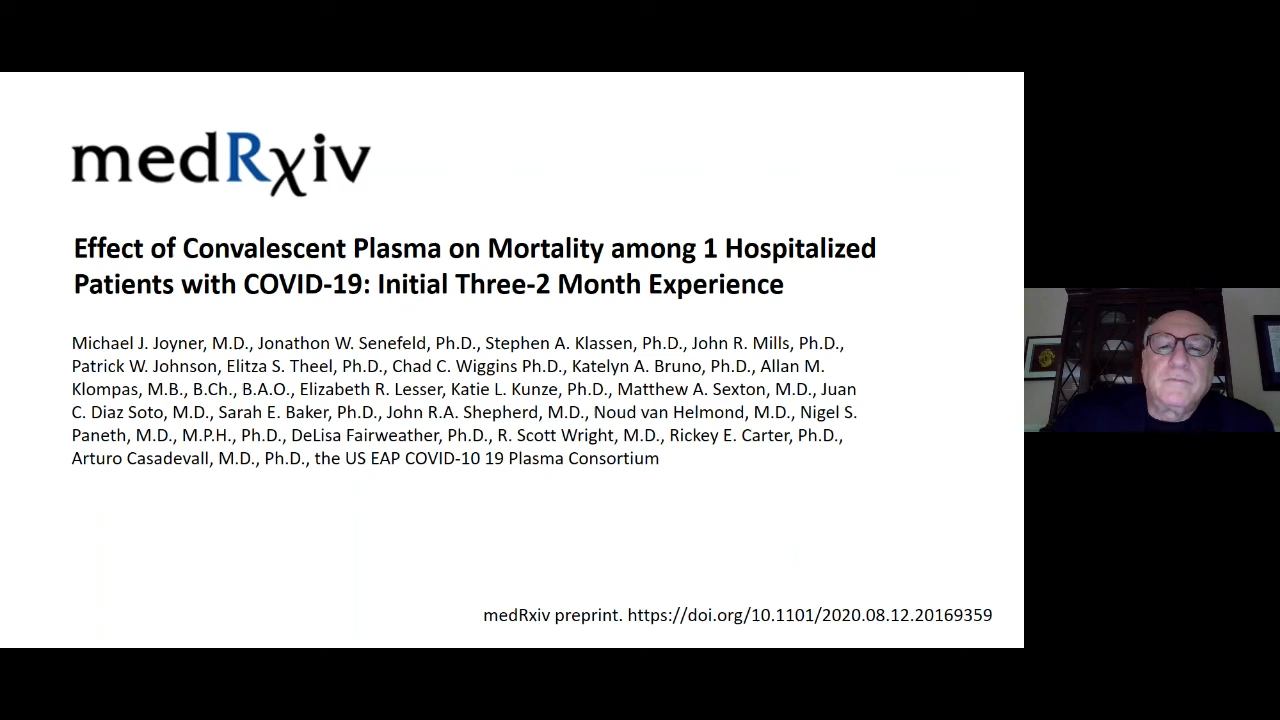 medRxiv
Effect of Convalescent Plasma on Mortality among 1 Hospitalized
Patients with COVID-19: Initial Three-2 Month Experience
Michael J. Joyner, M.D., Jonathon W. Senefeld, Ph.D., Stephen A. Klassen, Ph.D., John R. Mills, Ph.D.,
Patrick W. Johnson, Elitza S. Theel, Ph.D., Chad C. Wiggins Ph.D., Katelyn A. Bruno, Ph.D., Allan M.
Klompas, M.B., B.Ch., B.A.O., Elizabeth R. Lesser, Katie L. Kunze, Ph.D., Matthew A. Sexton, M.D., Juan
C. Diaz Soto, M.D., Sarah E. Baker, Ph.D., John R.A. Shepherd, M.D., Noud van Helmond, M.D., Nigel S.
Paneth, M.D., M.P.H., Ph.D., DeLisa Fairweather, Ph.D., R. Scott Wright, M.D., Rickey E. Carter, Ph.D.,
Arturo Casadevall, M.D., Ph.D., the US EAP COVID-10 19 Plasma Consortium
medRxiv preprint. https://doi.org/10.1101/2020.08.12.20169359